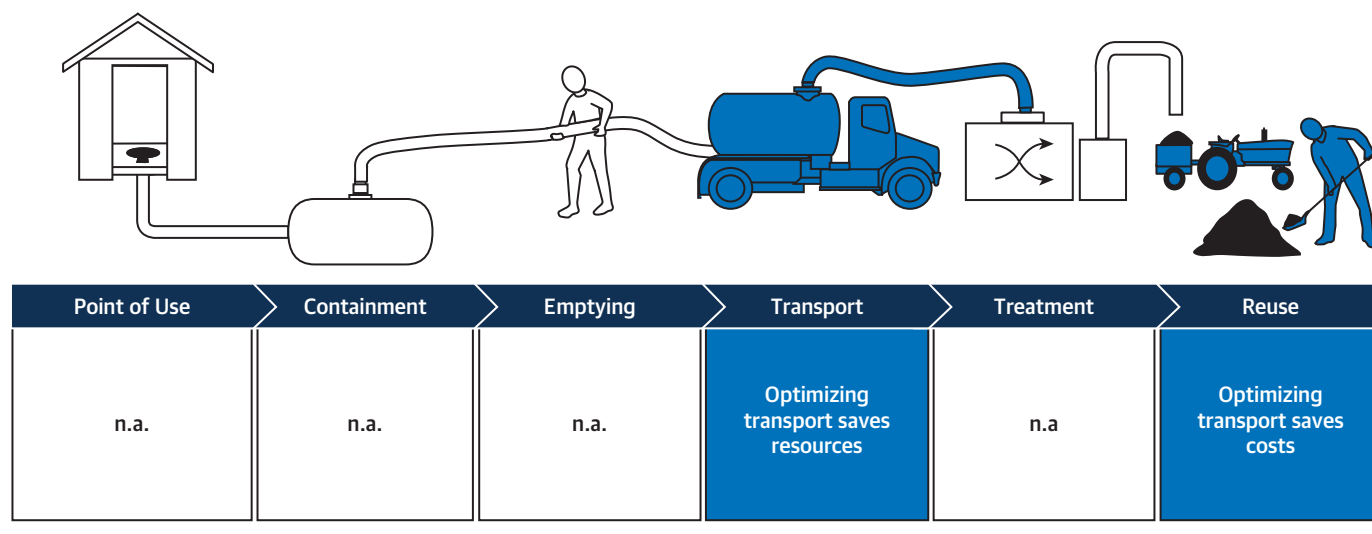 Point of Use
Containment
Emptying
Transport
Treatment
Reuse
n.a.
n.a.
n.a.
Optimizing
transport saves
resources
n.a
Optimizing
transport saves
costs